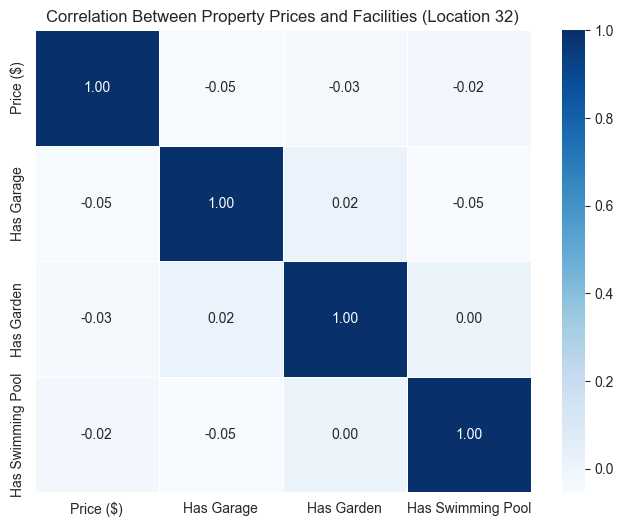 Correlation Between Property Prices and Facilities (Location 32)
Price ($)
1.00
-0.05
-0.03
-0.02
Has Garage
-0.05
1.00
0.02
-0.05
Has Garden
-0.03
0.02
1.00
0.00
Has Swimming Pool
-0.02
-0.05
0.00
1.00
Price ($)
Has Garage
Has Garden
Has Swimming Pool
1.0
0.8
0.6
0.4
0.2
0.0